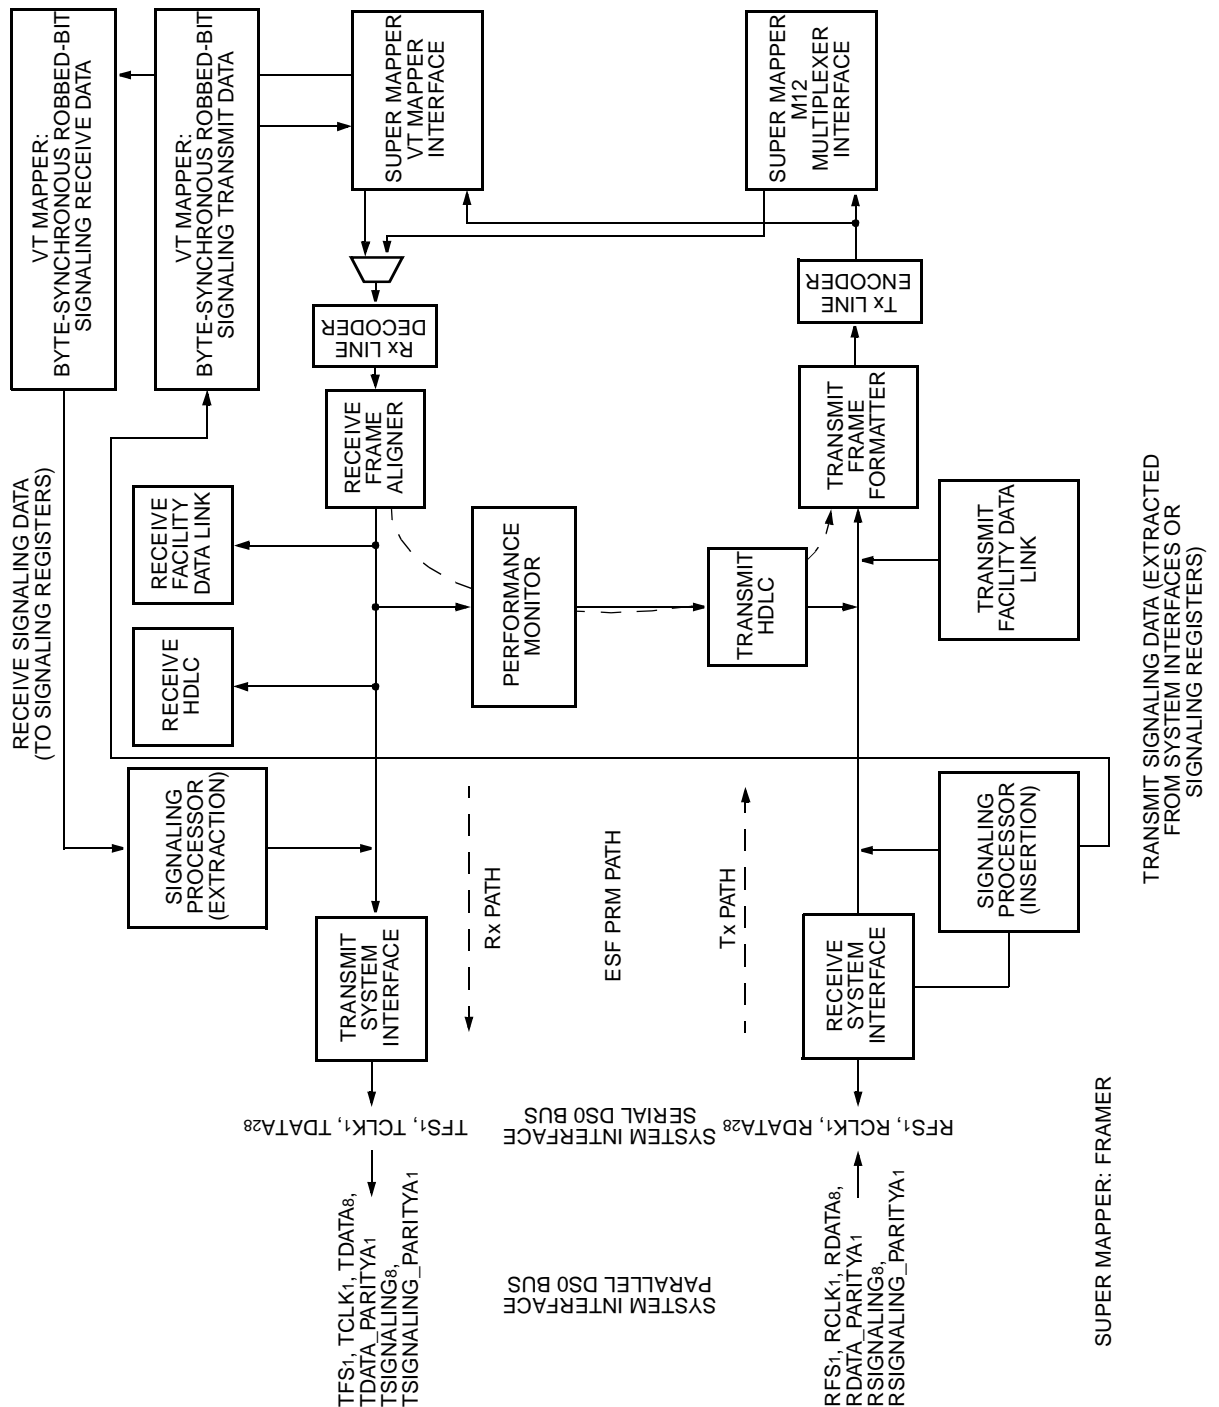 VT MAPPER:
BYTE-SYNCHRONOUS ROBBED-BIT
SIGNALING RECEIVE DATA
VT MAPPER:
BYTE-SYNCHRONOUS ROBBED-BIT
SIGNALING TRANSMIT DATA
SUPER MAPPER
VT MAPPER
INTERFACE
SUPER MAPPER
M12
MULTIPLEXER
INTERFACE
Rx LINE
DECODER
Tx LINE
ENCODER
RECEIVE
FRAME
ALIGNER
TRANSMIT
FRAME
FORMATTER
RECEIVE SIGNALING DATA
(TO SIGNALING REGISTERS)
RECEIVE
FACILITY
DATA LINK
RECEIVE
HDLC
PERFORMANCE
MONITOR
TRANSMIT
HDLC
TRANSMIT
FACILITY DATA
LINK
TRANSMIT SIGNALING DATA (EXTRACTED
FROM SYSTEM INTERFACES OR
SIGNALING REGISTERS)
SIGNALING
PROCESSOR
(EXTRACTION)
SIGNALING
PROCESSOR
(INSERTION)
Rx PATH
ESF PRM PATH
Tx PATH
TRANSMIT
SYSTEM
INTERFACE
RECEIVE
SYSTEM
INTERFACE
TFS1, TCLK1, TDATA28
SYSTEM INTERFACE
SERIAL DS0 BUS
RFS1, RCLK1, RDATA28
TFS1, TCLK1, TDATA8,
TDATA_PARITYA1
TSIGNALING8,
TSIGNALING_PARITYA1
SYSTEM INTERFACE
PARALLEL DS0 BUS
RFS1, RCLK1, RDATA8,
RDATA_PARITYA1
RSIGNALING8,
RSIGNALING_PARITYA1
SUPER MAPPER: FRAMER